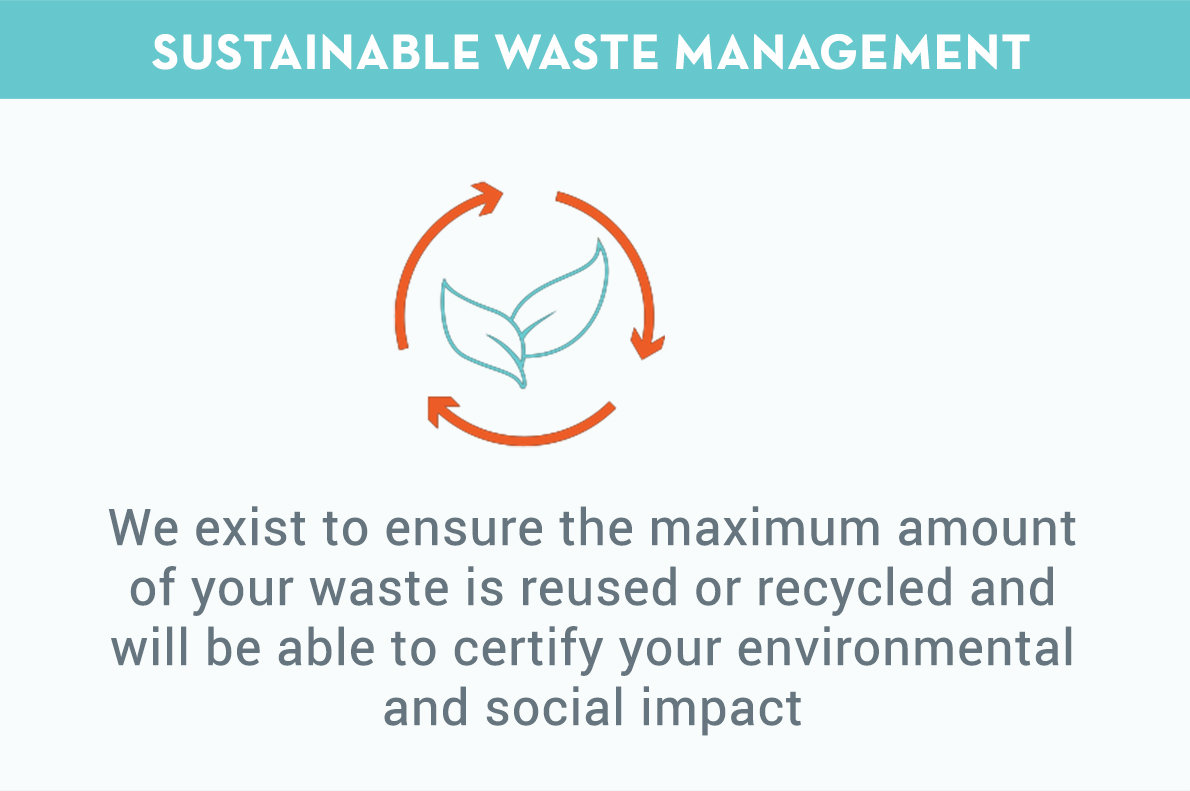 SUSTAINABLE WASTE MANAGEMENT
We exist to ensure the maximum amount
of your waste is reused or recycled and
will be able to certify your environmental
and social impact